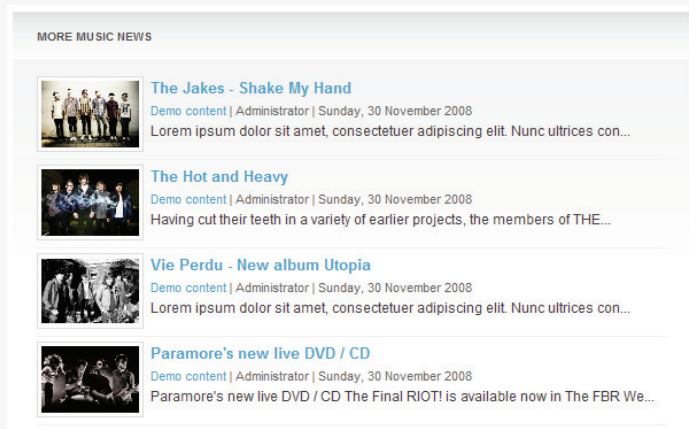 MORE MUSIC NEWS
The Jakes - Shake My Hand
Demo content | Administrator | Sunday, 30 November 2008
Lorem ipsum dolor sit amet, consectetuer adipiscing elit. Nunc ultrices con...
The Hot and Heavy
Demo content | Administrator | Sunday, 30 November 2008
Having cut their teeth in a variety of earlier projects, the members of THE...
Vie Perdu - New album Utopia
Demo content | Administrator | Sunday, 30 November 2008
Lorem ipsum dolor sit amet, consectetuer adipiscing elit. Nunc ultrices con...
Paramore's new live DVD / CD
Demo content | Administrator | Sunday, 30 November 2008
Paramore's new live DVD / CD The Final RIOT! is available now in The FBR We...